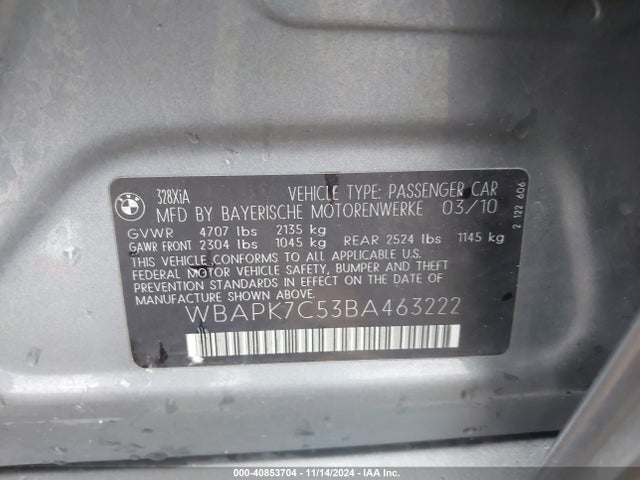 BMW
328XiA
VEHICLE TYPE: PASSENGER CAR
MFD BY BAYERISCHE MOTORENWERKE 03/10
GVWR 4707 lbs 2135 kg
GAWR FRONT 2304 lbs 1045 kg REAR 2524 lbs 1145 kg
THIS VEHICLE CONFORMS TO ALL APPLICABLE
FEDERAL MOTOR VEHICLE SAFETY, BUMPER AND THEFT
PREVENTION STANDARDS IN EFFECT ON THE DATE OF
MANUFACTURE SHOWN ABOVE.
WBAPK7C53BA463222
2 122 606
000-40853704 - 11/14/2024 - IAA Inc.